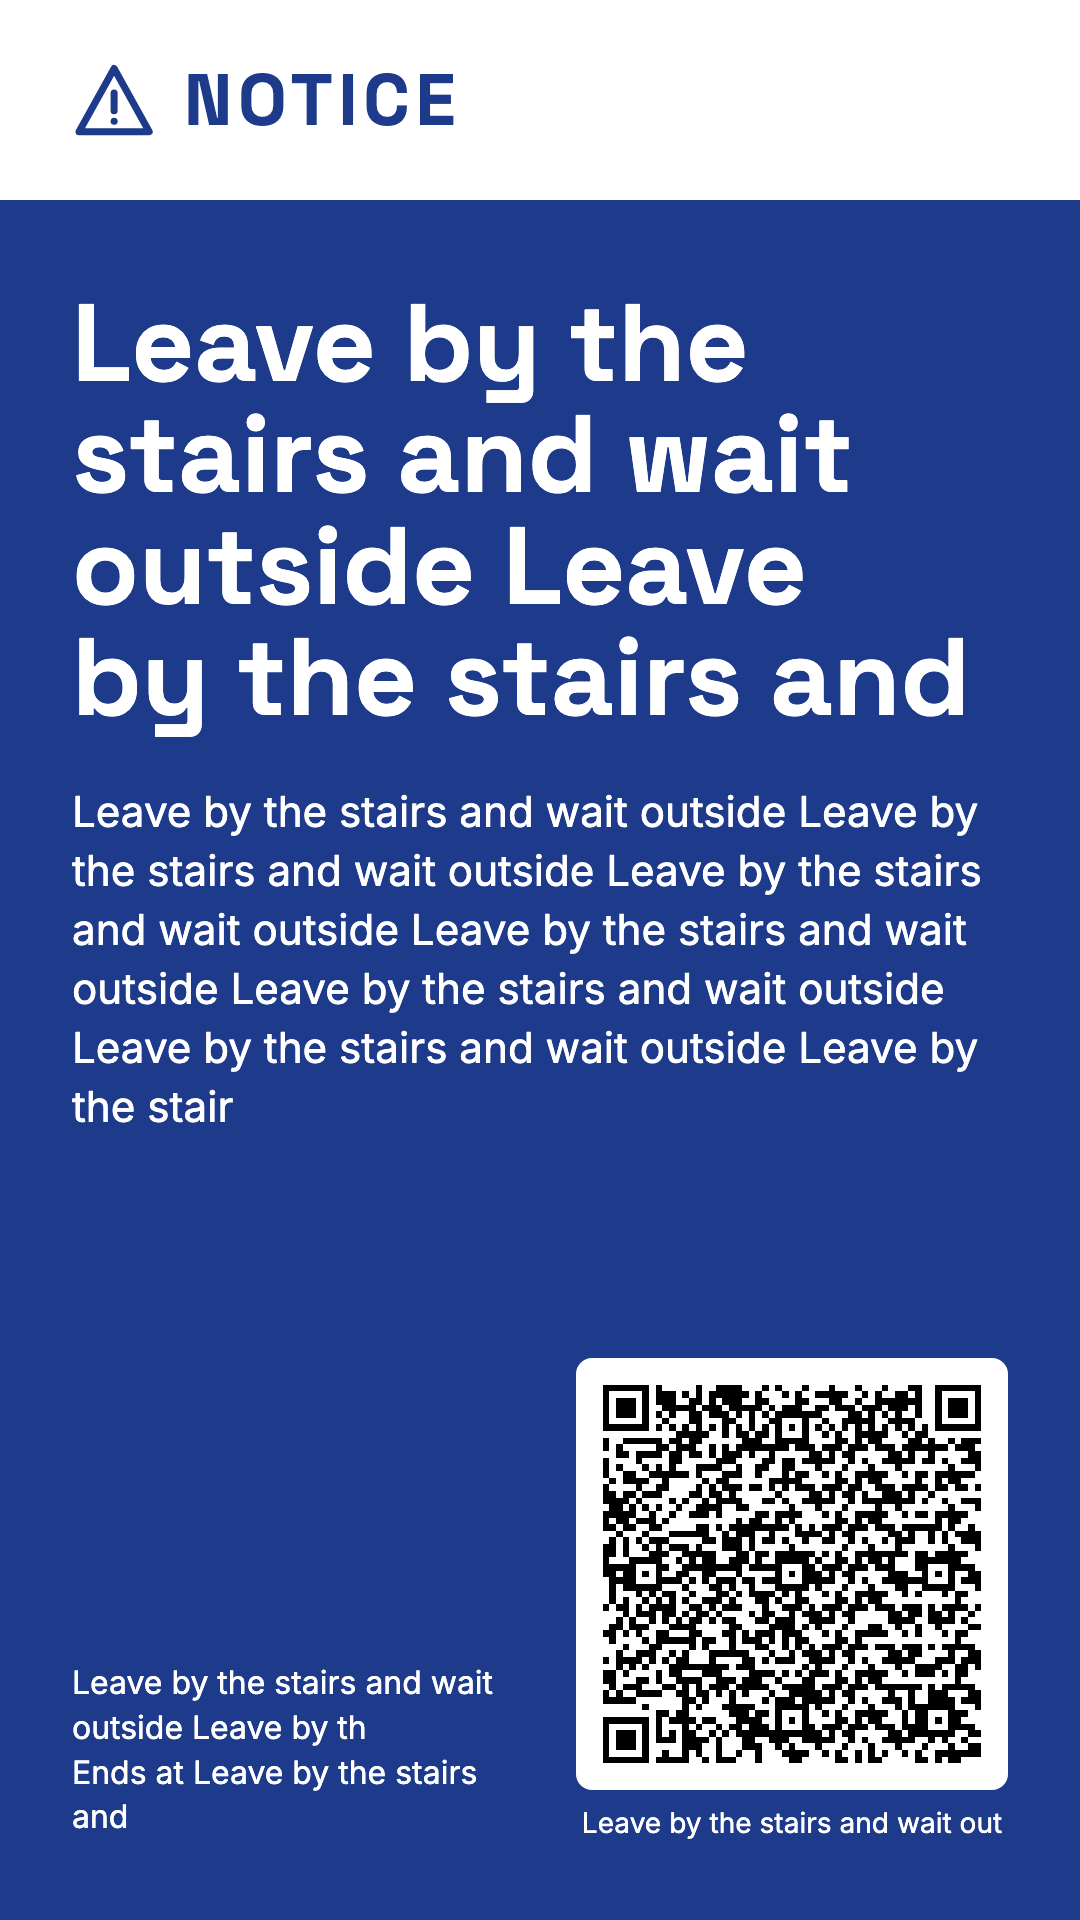 NOTICE
Leave by the
stairs and wait
outside Leave
by the stairs and
Leave by the stairs and wait outside Leave by
the stairs and wait outside Leave by the stairs
and wait outside Leave by the stairs and wait
outside Leave by the stairs and wait outside
Leave by the stairs and wait outside Leave by
the stair
Leave by the stairs and wait
outside Leave by th
Ends at Leave by the stairs
and
Leave by the stairs and wait out